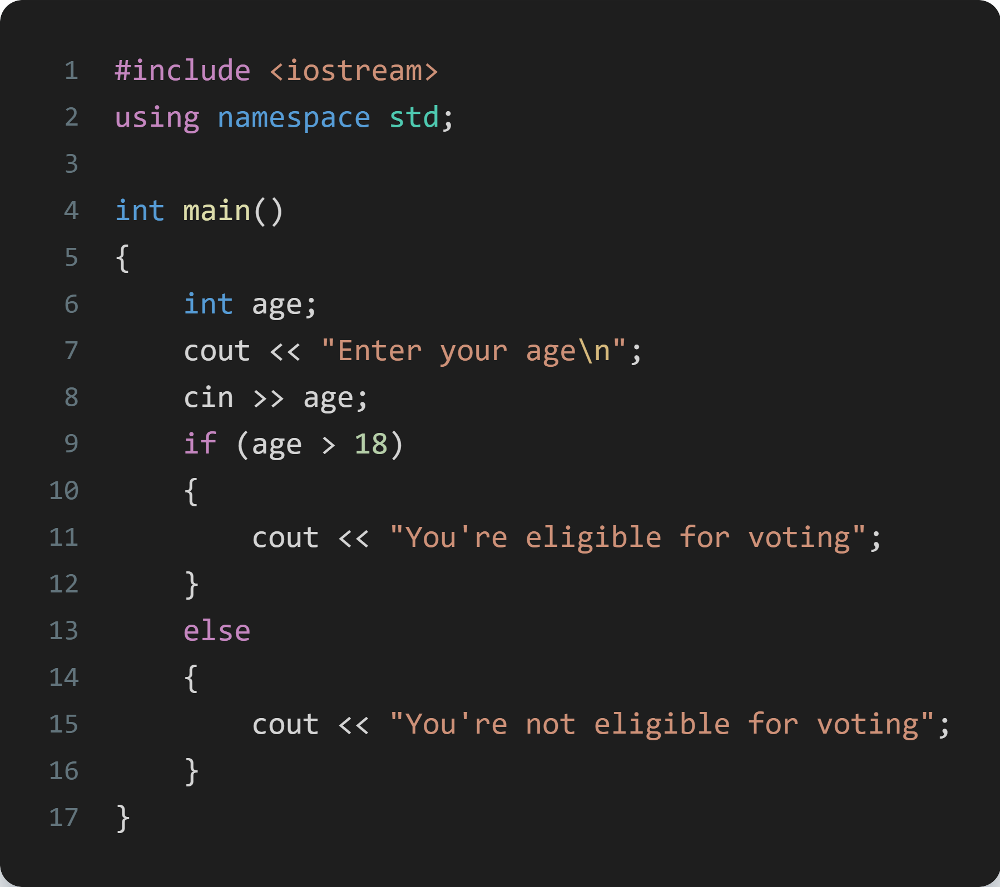 1 #include <iostream>
2 using namespace std;
3
4 int main()
5 {
6     int age;
7     cout << "Enter your age\n";
8     cin >> age;
9     if (age > 18)
10     {
11         cout << "You're eligible for voting";
12     }
13     else
14     {
15         cout << "You're not eligible for voting";
16     }
17 }